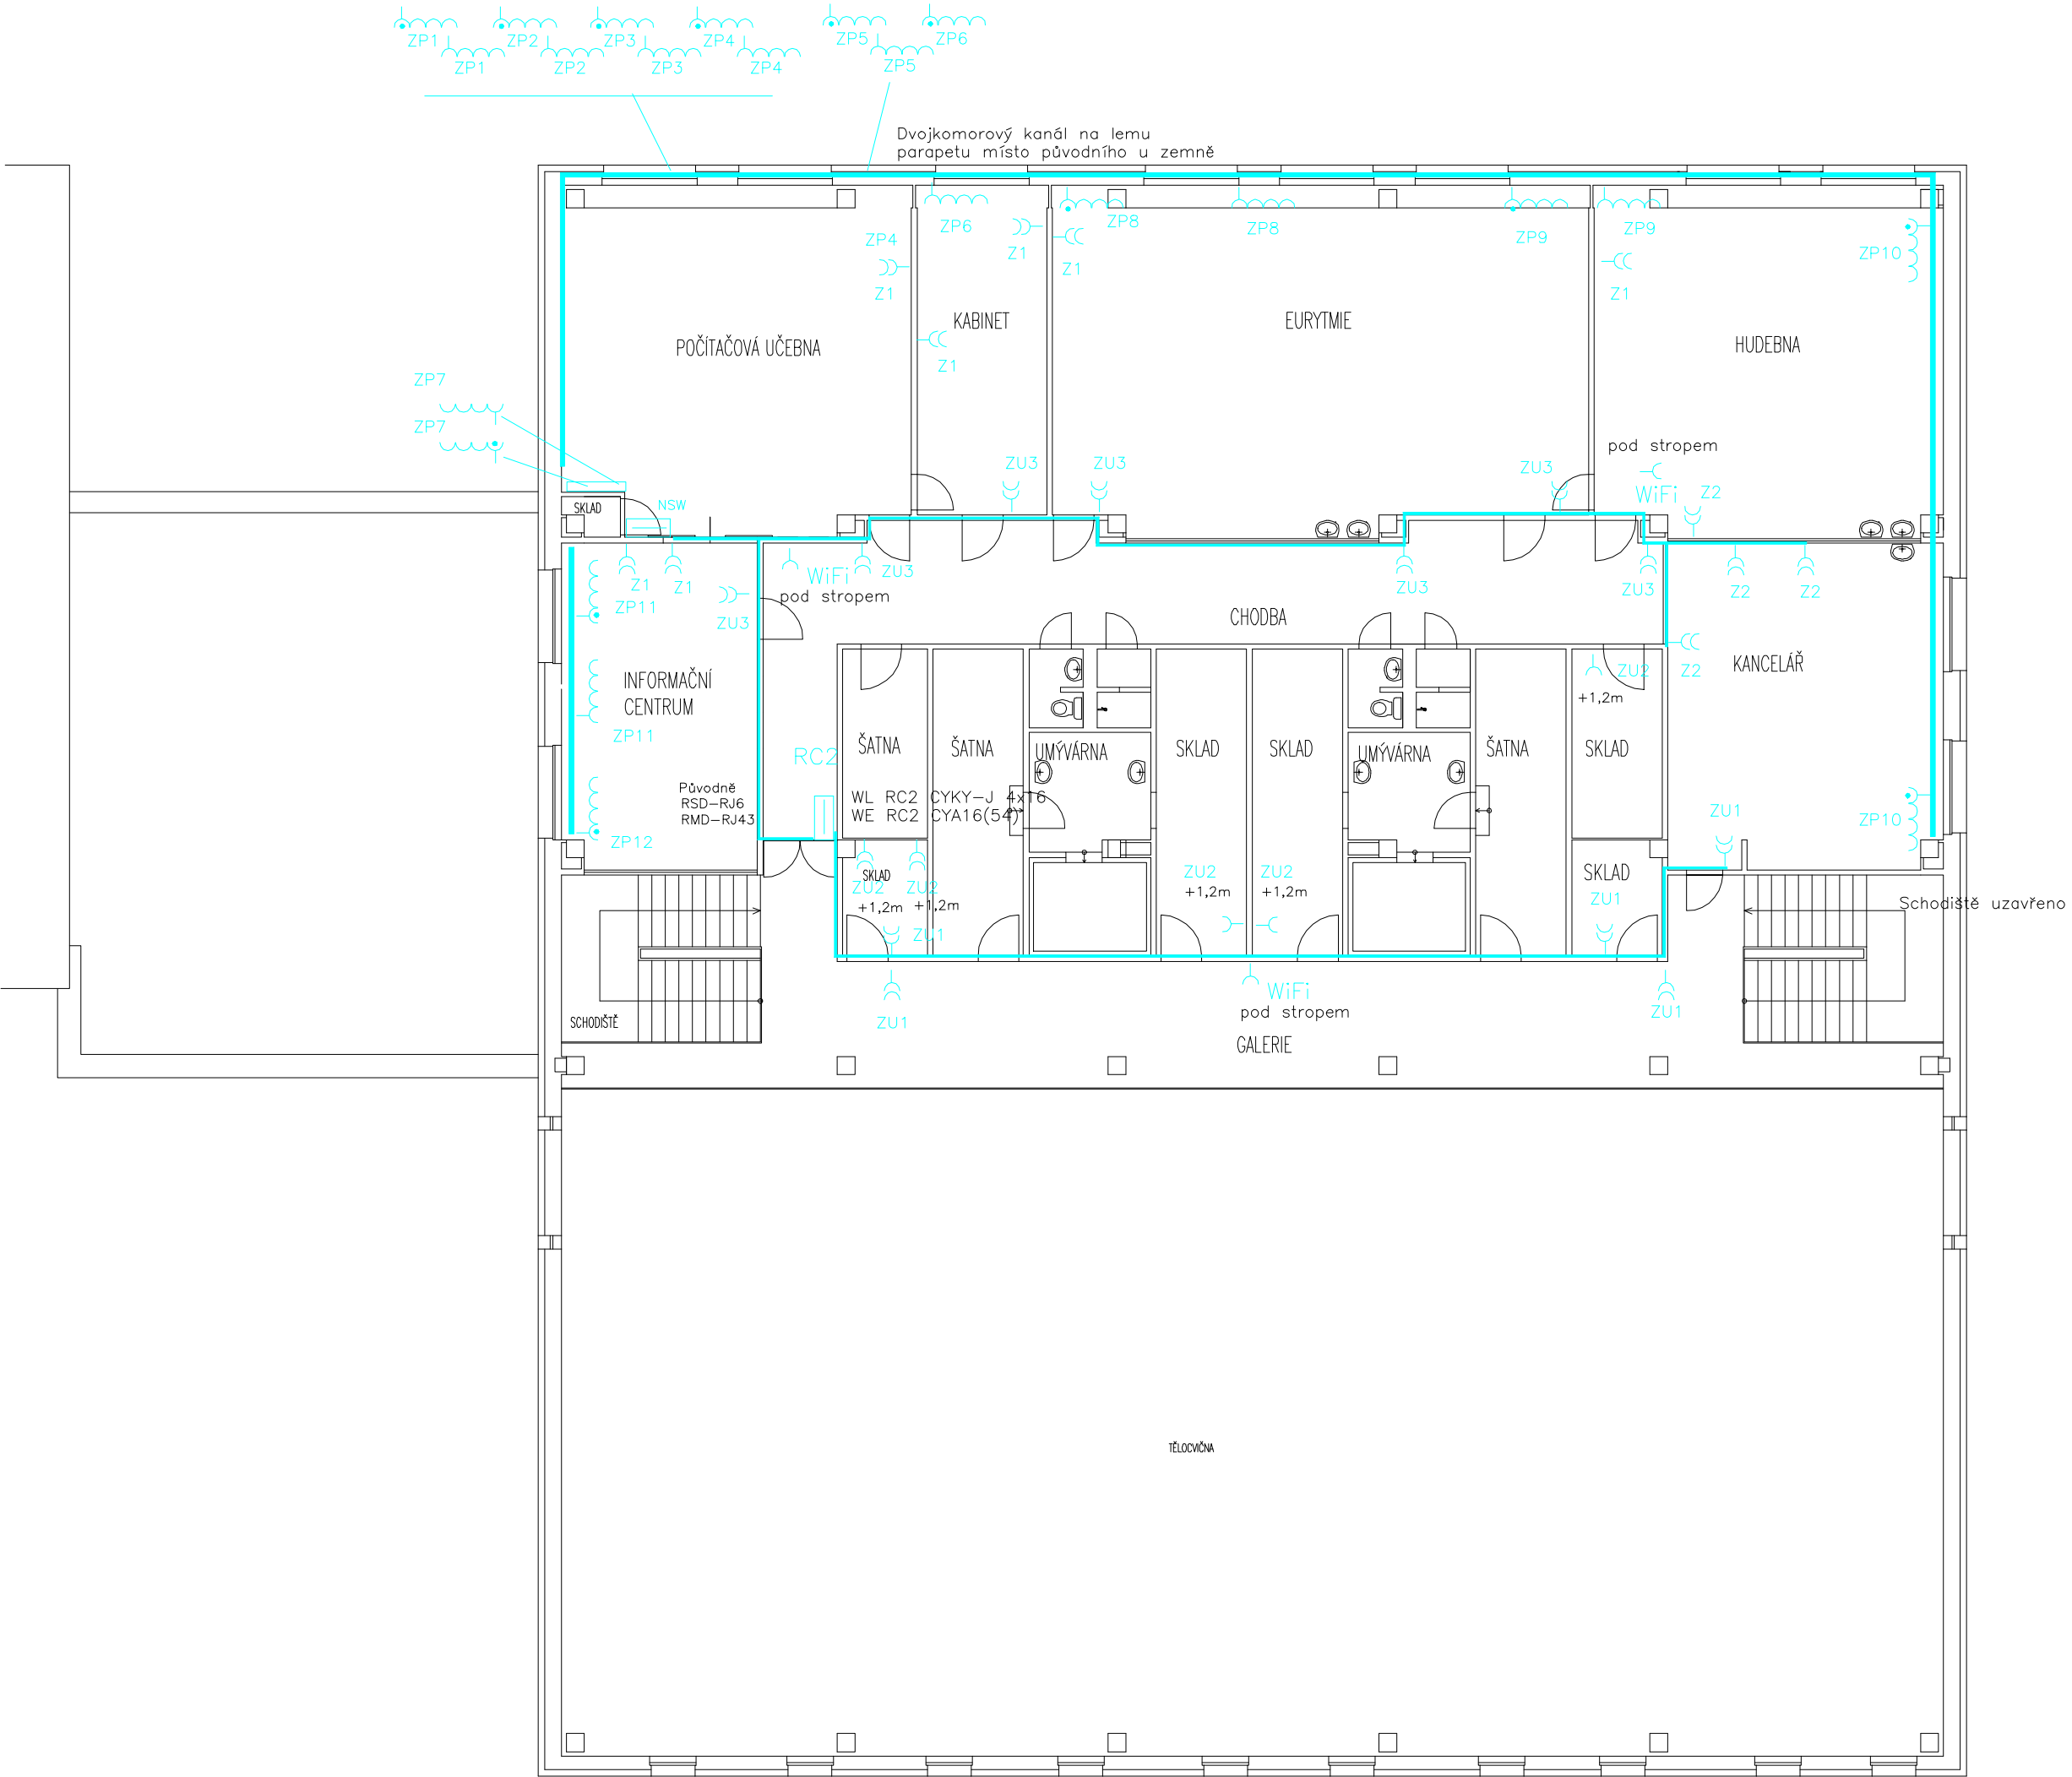 ZP1
ZP2
ZP3
ZP4
ZP5
ZP6
ZP1
ZP2
ZP3
ZP4
ZP5
Dvojkomorový kanál na lemu
parapetu místo původního u zemně
ZP4
Z1
ZP6
Z1
ZP8
Z1
ZP8
ZP9
ZP9
Z1
ZP10
KABINET
EURYTMIE
POČÍTAČOVÁ UČEBNA
HUDEBNA
Z1
ZP7
ZP7
pod stropem
ZU3
ZU3
ZU3
WiFi
Z2
SKLAD
NSW
Z1
Z1
ZP11
ZU3
WiFi
pod stropem
ZU3
ZU3
ZU3
Z2
Z2
CHODBA
INFORMAČNÍ
CENTRUM
ZP11
ZU2
+1,2m
Z2
KANCELÁŘ
RC2
ŠATNA
ŠATNA
UMÝVÁRNA
SKLAD
SKLAD
UMÝVÁRNA
ŠATNA
SKLAD
Původně
RSD-RJ6
RMD-RJ43
WL RC2 CYKY-J 4x16
WE RC2 CYA16(54)
ZP12
ZU1
ZP10
SKLAD
ZU2
ZU2
+1,2m
+1,2m
ZU1
ZU2
+1,2m
ZU2
+1,2m
SKLAD
ZU1
Schodiště uzavřeno
SCHODIŠTĚ
ZU1
WiFi
pod stropem
ZU1
GALERIE
TĚLOCVIČNA